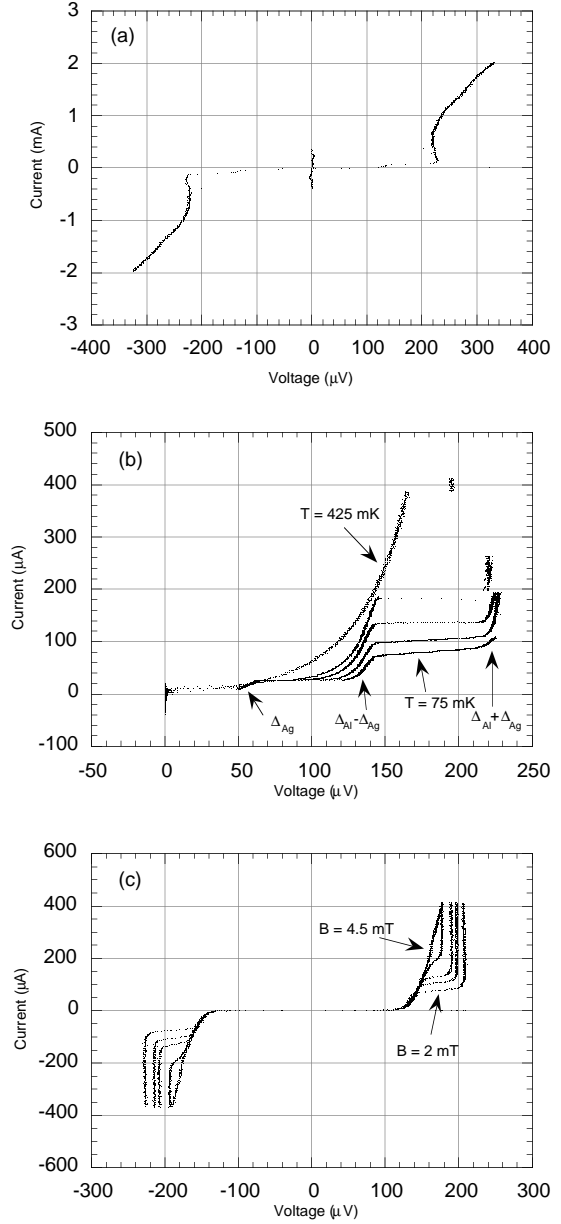 (a)
3
2
1
0
-1
-2
-3
Current (mA)
-400 -300 -200 -100 0 100 200 300 400
Voltage (μV)
(b)
500
400
300
200
100
0
-100
Current (μA)
T = 425 mK
T = 75 mK
Δ_Ag
Δ_Al-Δ_Ag
Δ_Al+Δ_Ag
-50 0 50 100 150 200 250
Voltage (μ V)
(c)
600
400
200
0
-200
-400
-600
Current (μA)
B = 4.5 mT
B = 2 mT
-300 -200 -100 0 100 200 300
Voltage (μ V)